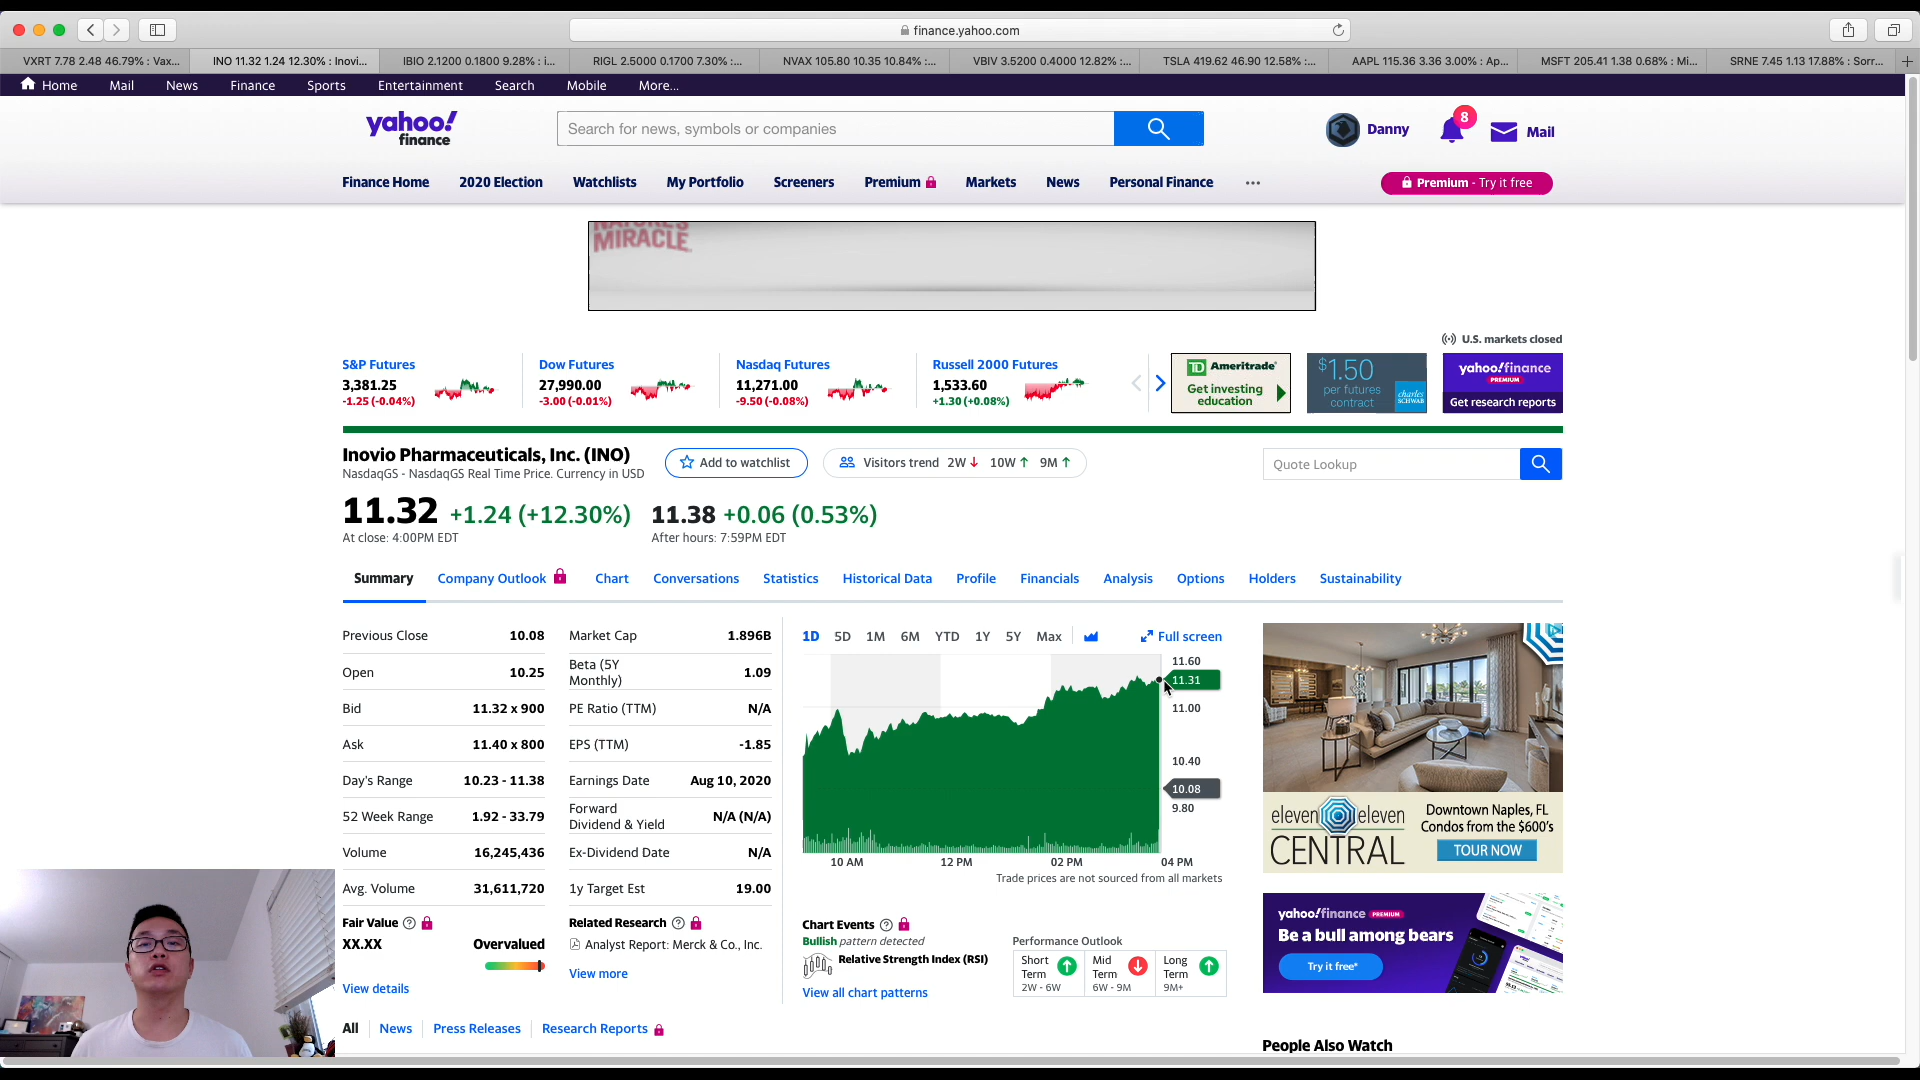 finance.yahoo.com
VXRT 7.78 2.48 46.79% : Vax...
INO 11.32 1.24 12.30% : Inovi...
IBIO 2.1200 0.1800 9.28% : i...
RIGL 2.5000 0.1700 7.30% :...
NVAX 105.80 10.35 10.84% :...
VBIV 3.5200 0.4000 12.82% :...
TSLA 419.62 46.90 12.58% :...
AAPL 115.36 3.36 3.00% : Ap...
MSFT 205.41 1.38 0.68% : Mi...
SRNE 7.45 1.13 17.88% : Sorr...
Home Mail News Finance Sports Entertainment Search Mobile More...
yahoo!
finance
Search for news, symbols or companies
Danny
8
Mail
Finance Home 2020 Election Watchlists My Portfolio Screeners Premium Markets News Personal Finance ...
Premium - Try it free
NATURE'S
MIRACLE
U.S. markets closed
S&P Futures
3,381.25
-1.25 (-0.04%)
Dow Futures
27,990.00
-3.00 (-0.01%)
Nasdaq Futures
11,271.00
-9.50 (-0.08%)
Russell 2000 Futures
1,533.60
+1.30 (+0.08%)
TD Ameritrade
Get investing
education
$1.50
per futures
contract
charles
SCHWAB
yahoo!finance
PREMIUM
Get research reports
Inovio Pharmaceuticals, Inc. (INO)
NasdaqGS - NasdaqGS Real Time Price. Currency in USD
Add to watchlist
Visitors trend 2W 10W 9M
Quote Lookup
11.32 +1.24 (+12.30%)
At close: 4:00PM EDT
11.38 +0.06 (0.53%)
After hours: 7:59PM EDT
Summary Company Outlook Chart Conversations Statistics Historical Data Profile Financials Analysis Options Holders Sustainability
Previous Close 10.08
Open 10.25
Bid 11.32 x 900
Ask 11.40 x 800
Day's Range 10.23 - 11.38
52 Week Range 1.92 - 33.79
Volume 16,245,436
Avg. Volume 31,611,720
Market Cap 1.896B
Beta (5Y
Monthly) 1.09
PE Ratio (TTM) N/A
EPS (TTM) -1.85
Earnings Date Aug 10, 2020
Forward
Dividend & Yield N/A (N/A)
Ex-Dividend Date N/A
1y Target Est 19.00
Fair Value
XX.XX Overvalued
View details
Related Research
Analyst Report: Merck & Co., Inc.
View more
1D 5D 1M 6M YTD 1Y 5Y Max
Full screen
11.60
11.31
11.00
10.40
10.08
9.80
10 AM 12 PM 02 PM 04 PM
Trade prices are not sourced from all markets
Chart Events
Bullish pattern detected
Relative Strength Index (RSI)
View all chart patterns
Performance Outlook
Short
Term
2W - 6W
Mid
Term
6W - 9M
Long
Term
9M+
eleven eleven
CENTRAL
Downtown Naples, FL
Condos from the $600's
TOUR NOW
yahoo!finance PREMIUM
Be a bull among bears
Try it free*
All News Press Releases Research Reports
People Also Watch